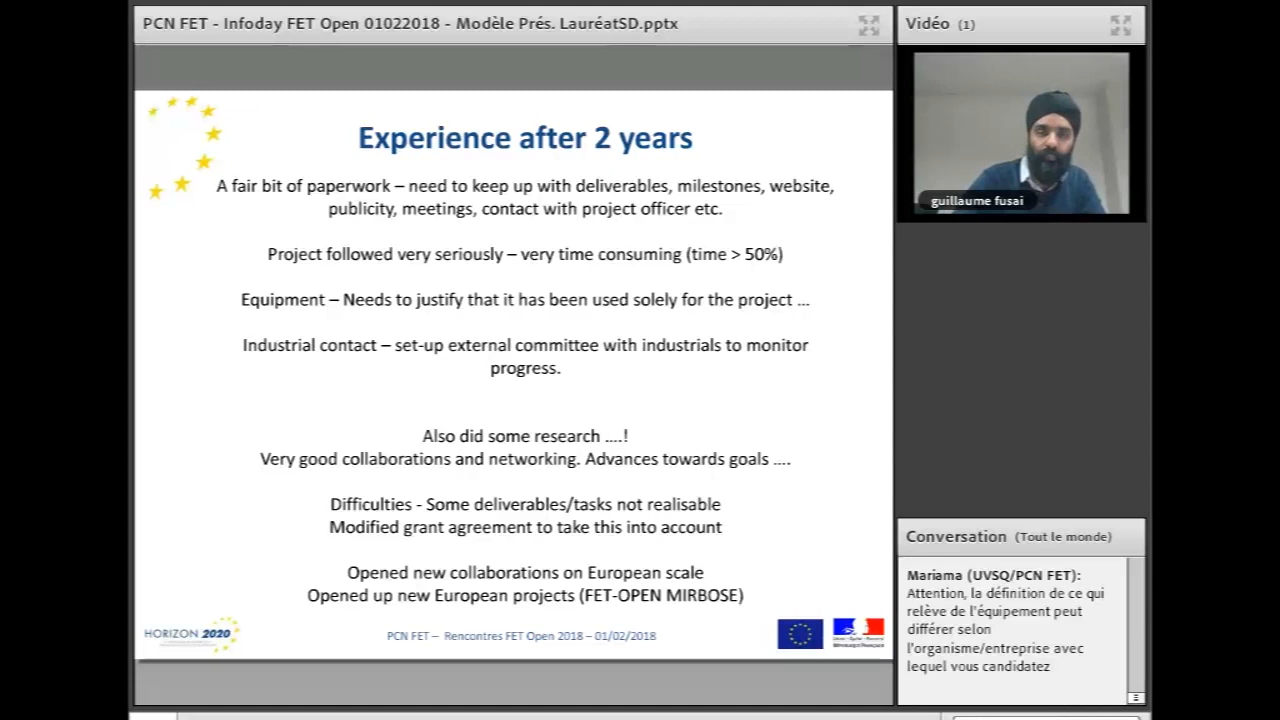 PCN FET - Infoday FET Open 01022018 - Modèle Prés. LauréatSD.pptx
Experience after 2 years
A fair bit of paperwork – need to keep up with deliverables, milestones, website,
publicity, meetings, contact with project officer etc.
Project followed very seriously – very time consuming (time > 50%)
Equipment – Needs to justify that it has been used solely for the project ...
Industrial contact – set-up external committee with industrials to monitor
progress.
Also did some research ....!
Very good collaborations and networking. Advances towards goals ....
Difficulties - Some deliverables/tasks not realisable
Modified grant agreement to take this into account
Opened new collaborations on European scale
Opened up new European projects (FET-OPEN MIRBOSE)
HORIZON 2020
PCN FET – Rencontres FET Open 2018 – 01/02/2018
Vidéo (1)
guillaume fusai
Conversation (Tout le monde)
Mariama (UVSQ/PCN FET):
Attention, la définition de ce qui
relève de l'équipement peut
différer selon
l'organisme/entreprise avec
lequel vous candidatez